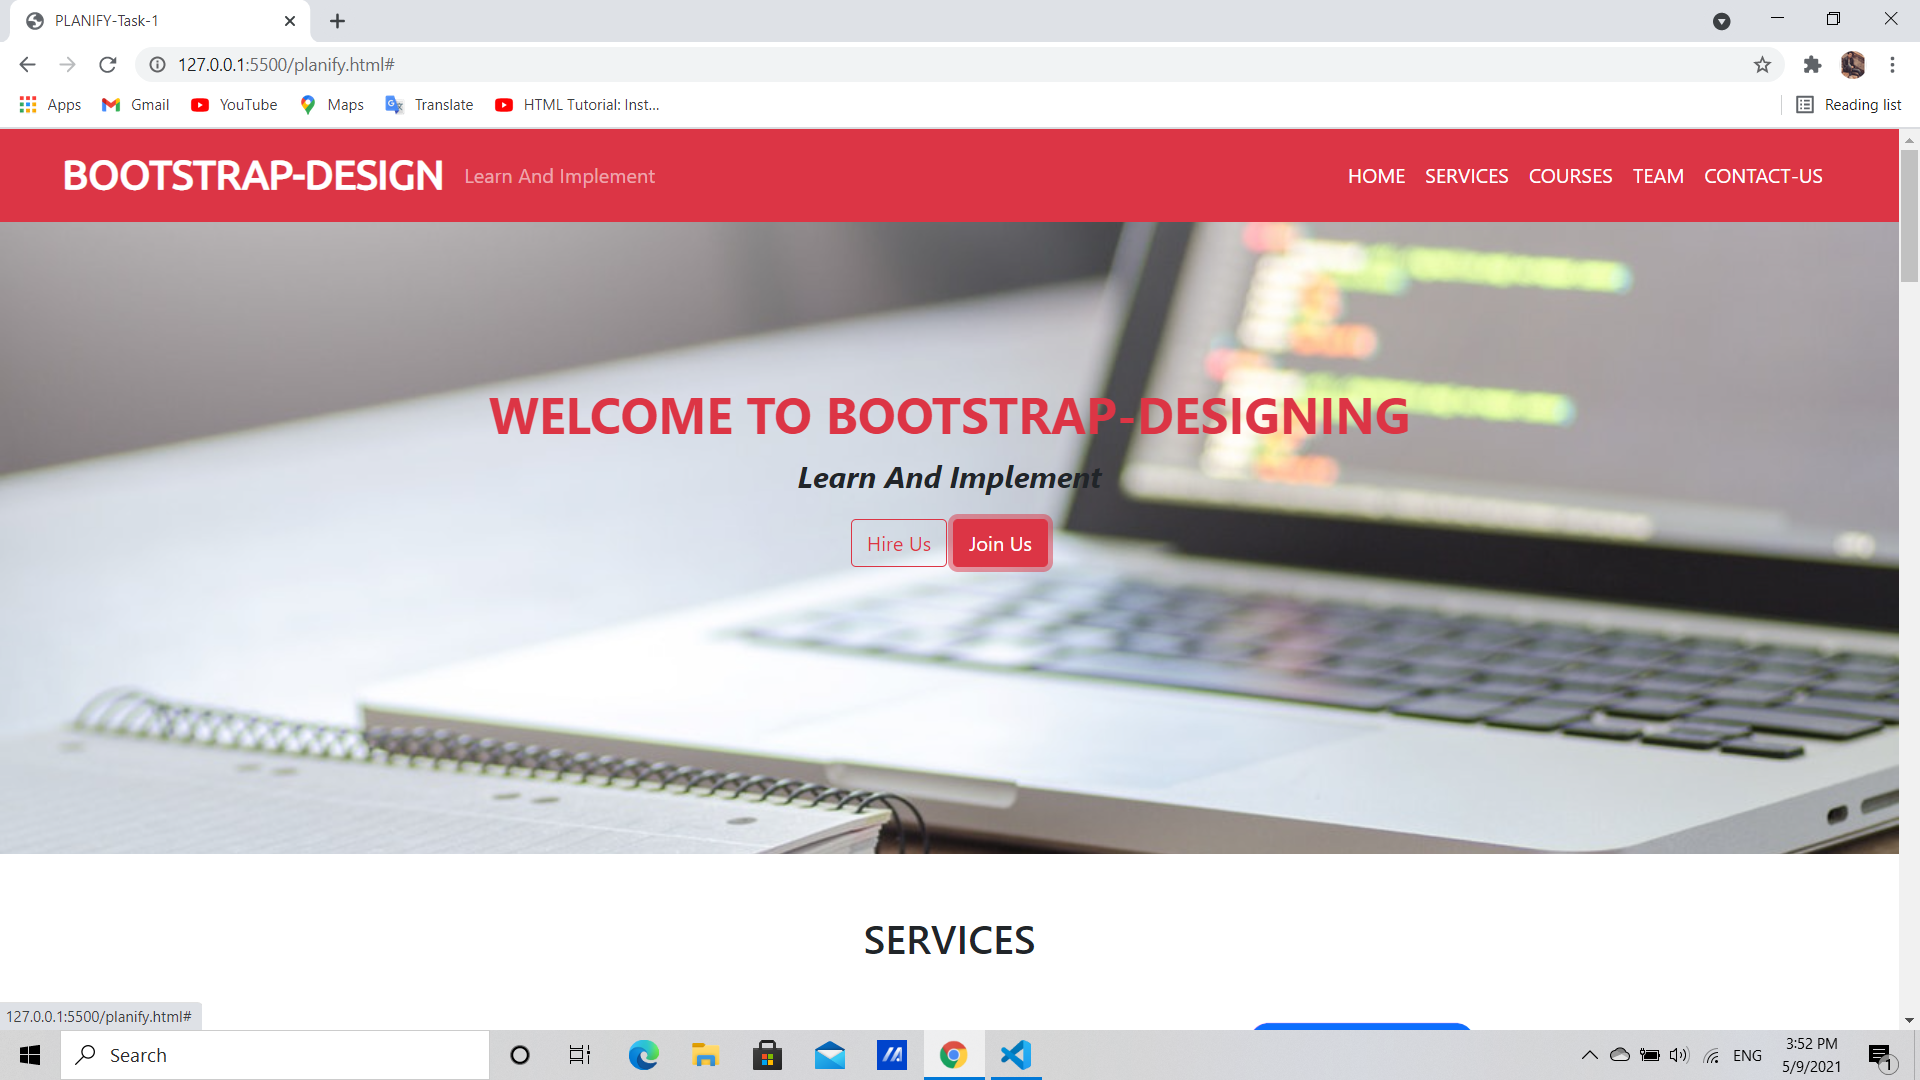 PLANIFY-Task-1
127.0.0.1:5500/planify.html#
Apps Gmail YouTube Maps Translate HTML Tutorial: Inst... Reading list
BOOTSTRAP-DESIGN Learn And Implement HOME SERVICES COURSES TEAM CONTACT-US
WELCOME TO BOOTSTRAP-DESIGNING
Learn And Implement
Hire Us Join Us
SERVICES
127.0.0.1:5500/planify.html#
Search
ENG
3:52 PM
5/9/2021
1